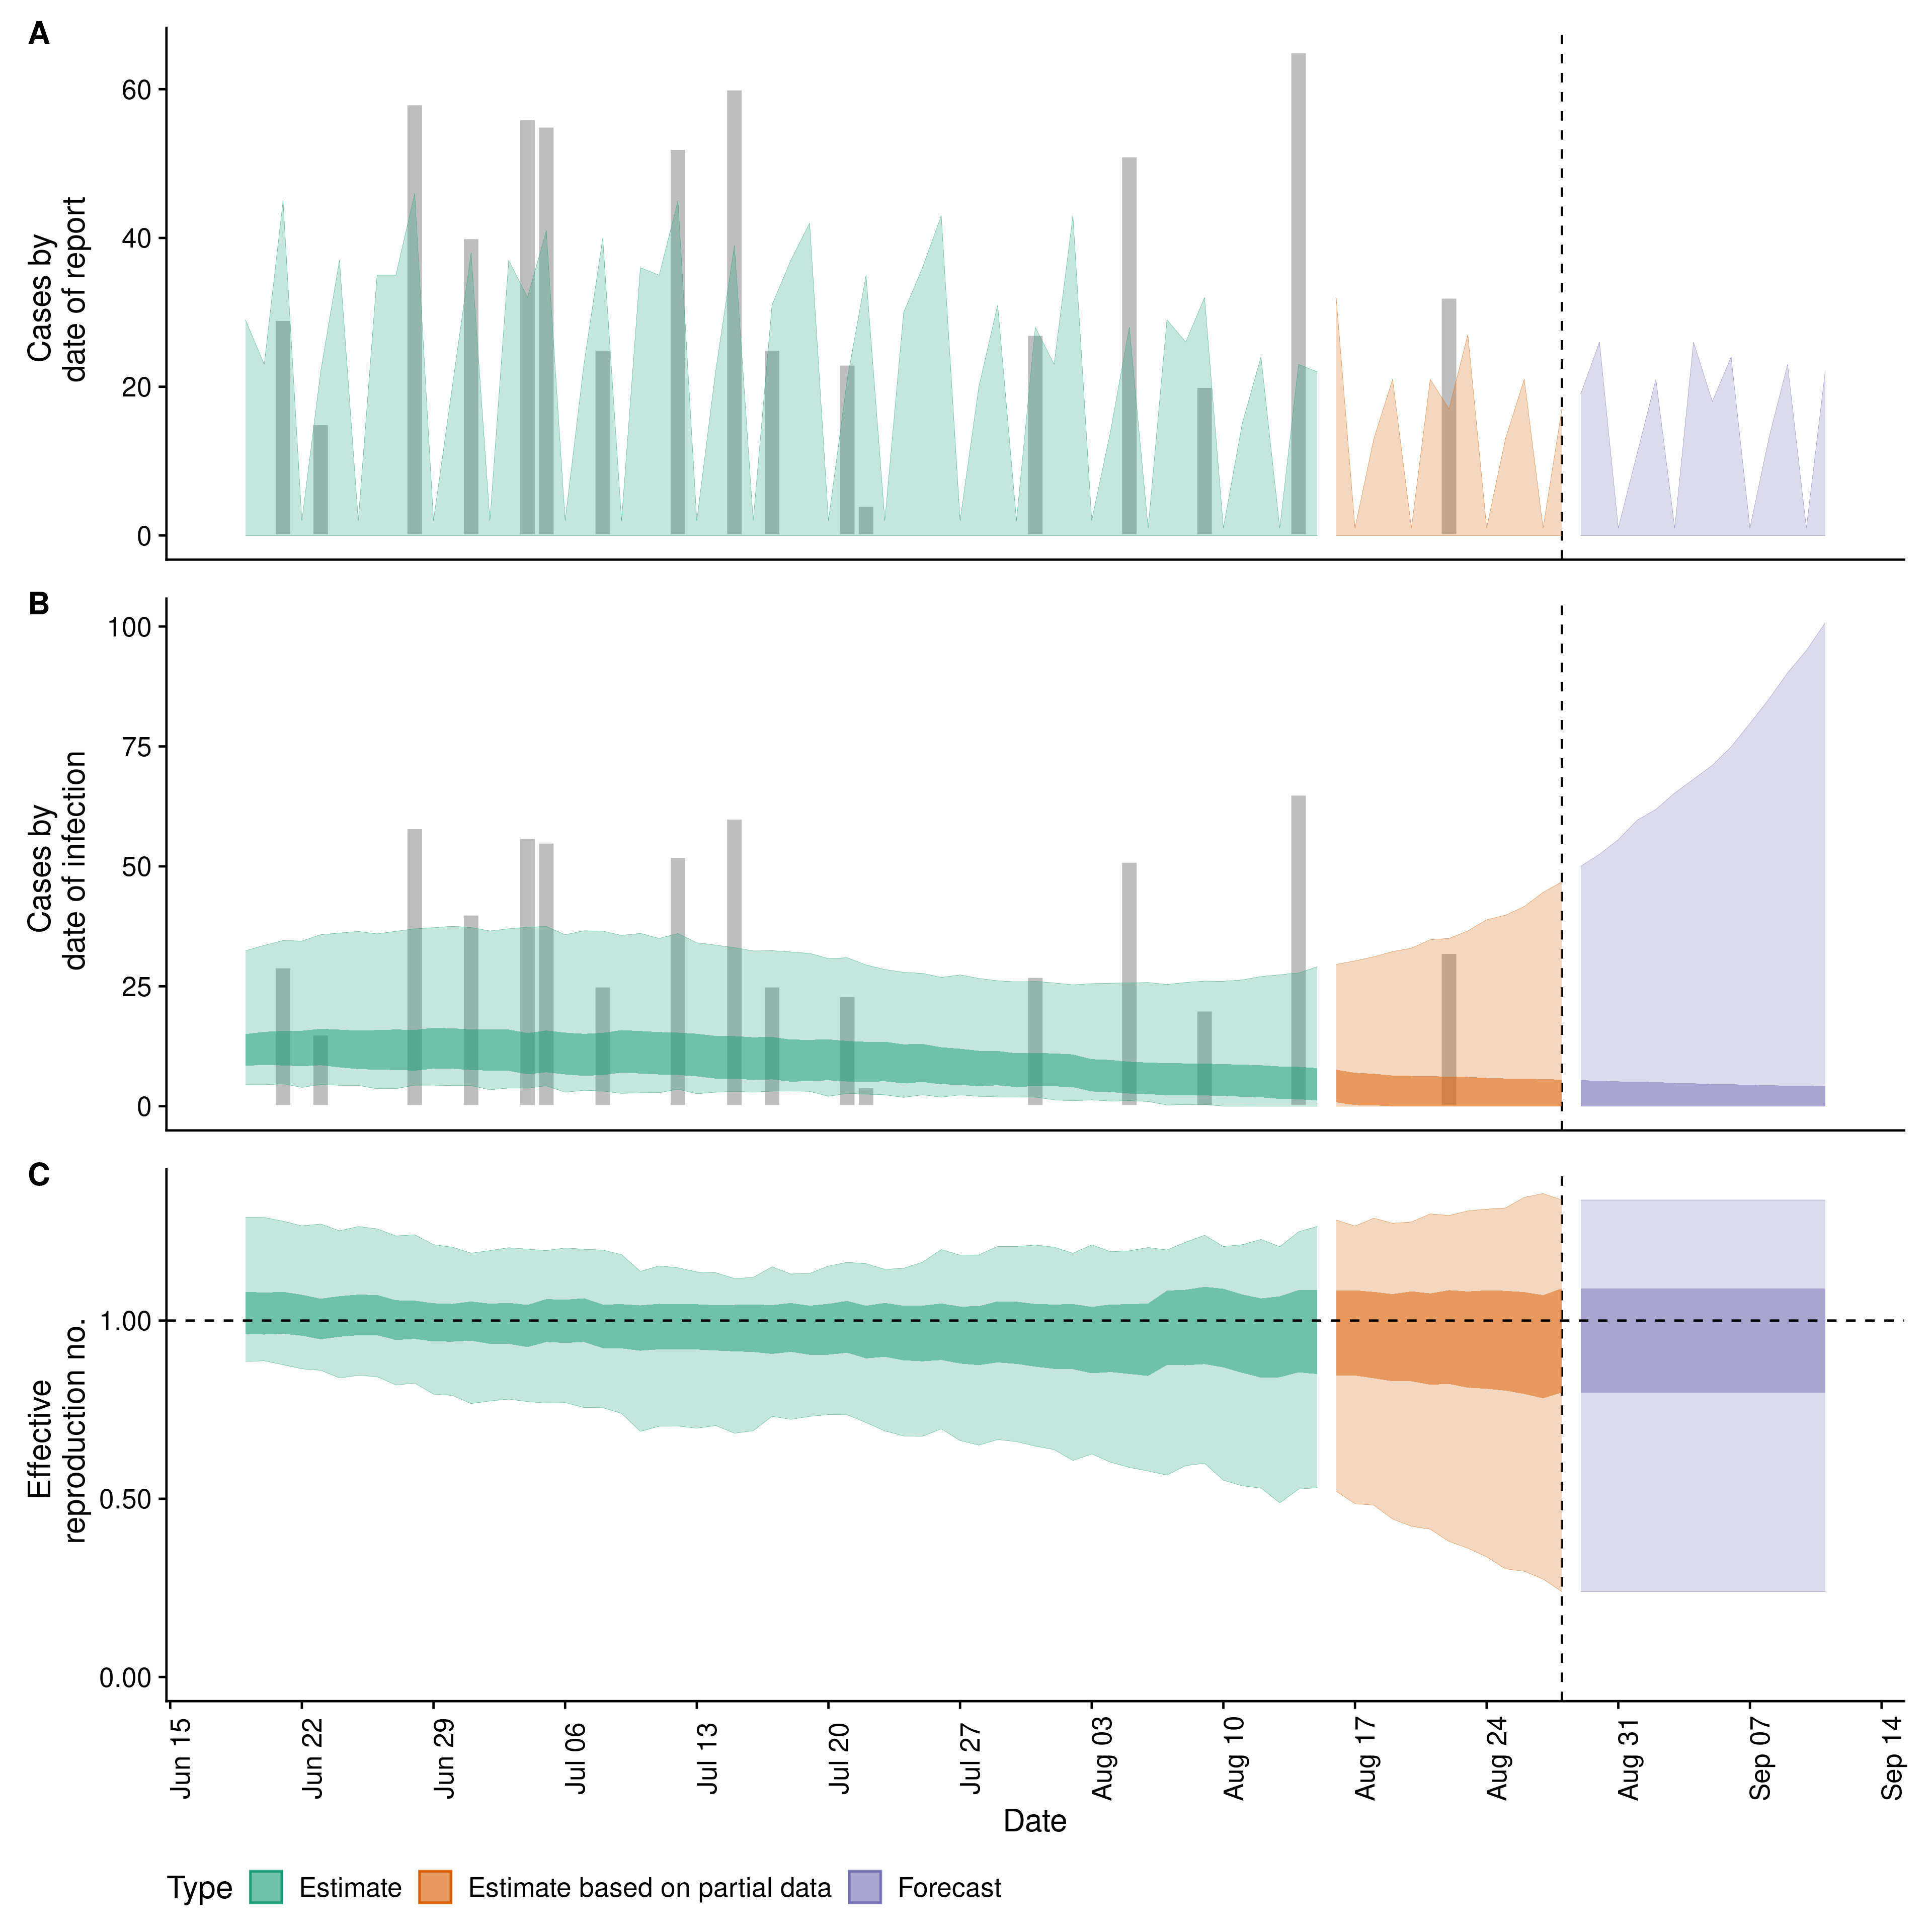 A
60
40
20
0
Cases by
date of report
B
100
75
50
25
0
Cases by
date of infection
C
1.00
0.50
0.00
Effective
reproduction no.
Jun 15
Jun 22
Jun 29
Jul 06
Jul 13
Jul 20
Jul 27
Aug 03
Aug 10
Aug 17
Aug 24
Aug 31
Sep 07
Sep 14
Date
Type Estimate Estimate based on partial data Forecast